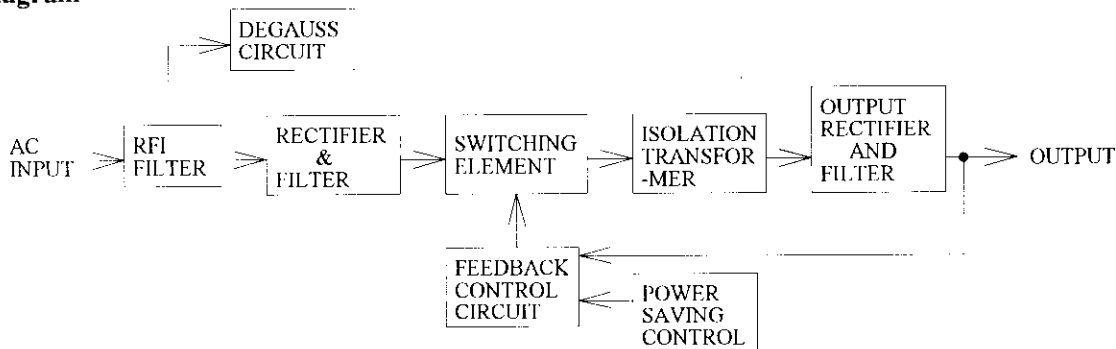 DEGAUSS
CIRCUIT
AC
INPUT
RFI
FILTER
RECTIFIER
&
FILTER
SWITCHING
ELEMENT
ISOLATION
TRANSFOR
-MER
OUTPUT
RECTIFIER
AND
FILTER
OUTPUT
FEEDBACK
CONTROL
CIRCUIT
POWER
SAVING
CONTROL